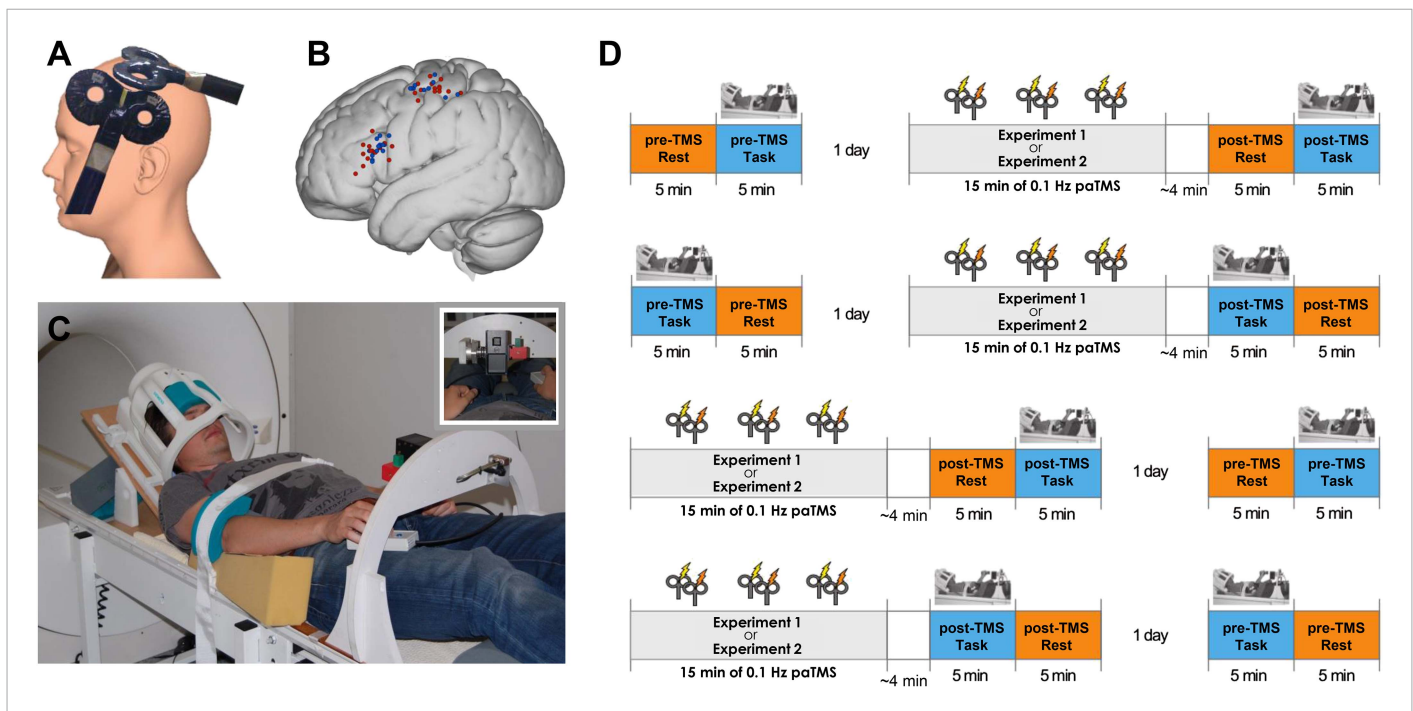 A
B
C
D
pre-TMS
Rest
pre-TMS
Task
5 min
5 min
1 day
Experiment 1
or
Experiment 2
15 min of 0.1 Hz paTMS
~4 min
post-TMS
Rest
post-TMS
Task
5 min
5 min
pre-TMS
Task
pre-TMS
Rest
5 min
5 min
1 day
Experiment 1
or
Experiment 2
15 min of 0.1 Hz paTMS
~4 min
post-TMS
Task
post-TMS
Rest
5 min
5 min
Experiment 1
or
Experiment 2
15 min of 0.1 Hz paTMS
~4 min
post-TMS
Rest
post-TMS
Task
5 min
5 min
1 day
pre-TMS
Rest
pre-TMS
Task
5 min
5 min
Experiment 1
or
Experiment 2
15 min of 0.1 Hz paTMS
~4 min
post-TMS
Task
post-TMS
Rest
5 min
5 min
1 day
pre-TMS
Task
pre-TMS
Rest
5 min
5 min